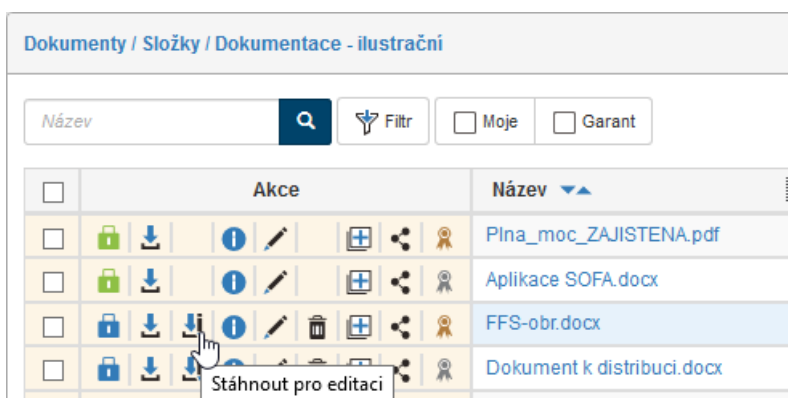 Dokumenty / Složky / Dokumentace - ilustrační
Název Filtr Moje Garant
Akce Název
Plna_moc_ZAJISTENA.pdf
Aplikace SOFA.docx
FFS-obr.docx
Dokument k distribuci.docx
Stáhnout pro editaci